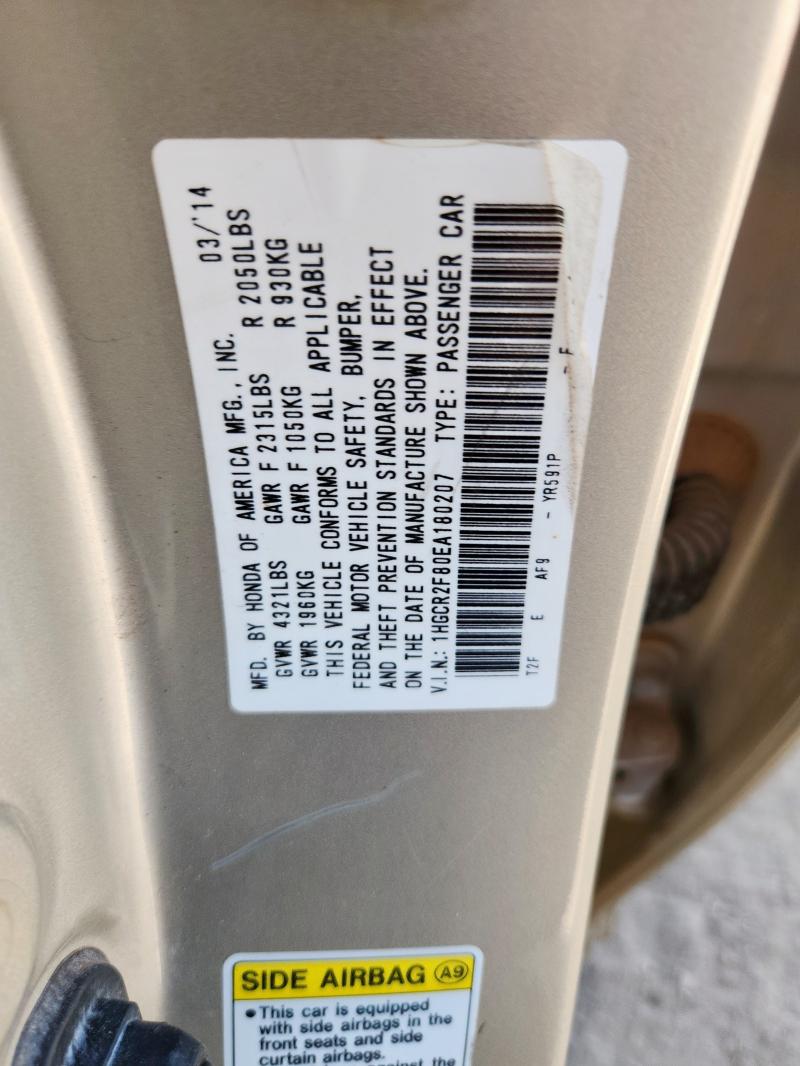 MFD. BY HONDA OF AMERICA MFG., INC. 03/'14
GVWR 4321LBS GAWR F 2315LBS R 2050LBS
GVWR 1960KG GAWR F 1050KG R 930KG
THIS VEHICLE CONFORMS TO ALL APPLICABLE
FEDERAL MOTOR VEHICLE SAFETY, BUMPER,
AND THEFT PREVENTION STANDARDS IN EFFECT
ON THE DATE OF MANUFACTURE SHOWN ABOVE.
V.I.N.: 1HGCR2F80EA180207 TYPE: PASSENGER CAR
T2F E AF9 - YR591P
SIDE AIRBAG A9
• This car is equipped
with side airbags in the
front seats and side
curtain airbags.
against the